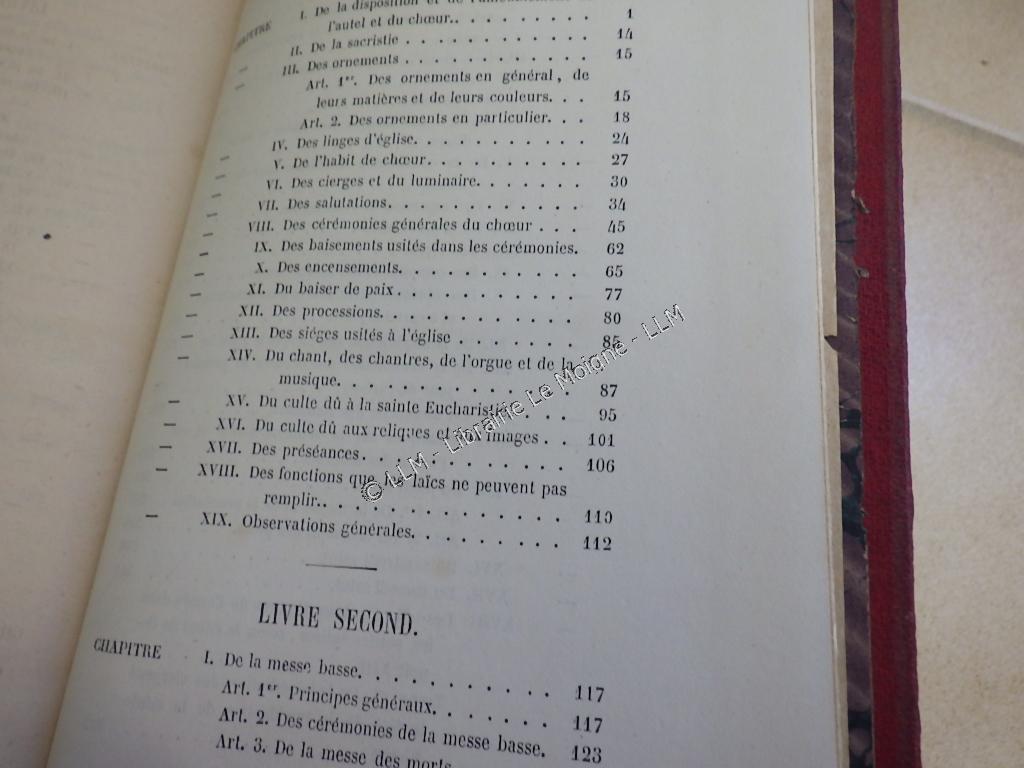 I. De la disposition et de
CHAPITRE l'autel et du chœur. . . . . . . . . 1
— II. De la sacristie . . . . . . . . . . . 14
— III. Des ornements . . . . . . . . . . . 15
Art. 1er. Des ornements en général, de
leurs matières et de leurs couleurs. . . 15
Art. 2. Des ornements en particulier. . . 18
IV. Des linges d'église. . . . . . . . . . 24
— V. De l'habit de chœur. . . . . . . . . 27
— VI. Des cierges et du luminaire. . . . . . . 30
— VII. Des salutations. . . . . . . . . . . 34
— VIII. Des cérémonies générales du chœur . . . 45
— IX. Des baisements usités dans les cérémonies. 62
— X. Des encensements. . . . . . . . . . 65
— XI. Du baiser de paix. . . . . . . . . . 77
— XII. Des processions. . . . . . . . . . . 80
— XIII. Des siéges usités à l'église . . . . . . . 85
— XIV. Du chant, des chantres, de l'orgue et de la
musique. . . . . . . . . . . . . 87
— XV. Du culte dû à la sainte Eucharistie . . . 95
— XVI. Du culte dû aux reliques et images . . 101
— XVII. Des préséances. . . . . . . . . . . . 106
— XVIII. Des fonctions que laïcs ne peuvent pas
remplir. . . . . . . . . . . . . . 110
— XIX. Observations générales. . . . . . . . . 112
LIVRE SECOND.
CHAPITRE I. De la messe basse. . . . . . . . . . . 117
Art. 1er. Principes généraux. . . . . . . 117
Art. 2. Des cérémonies de la messe basse. 123
Art. 3. De la messe des morts
© LLM - Librairie Le Moigne - LLM